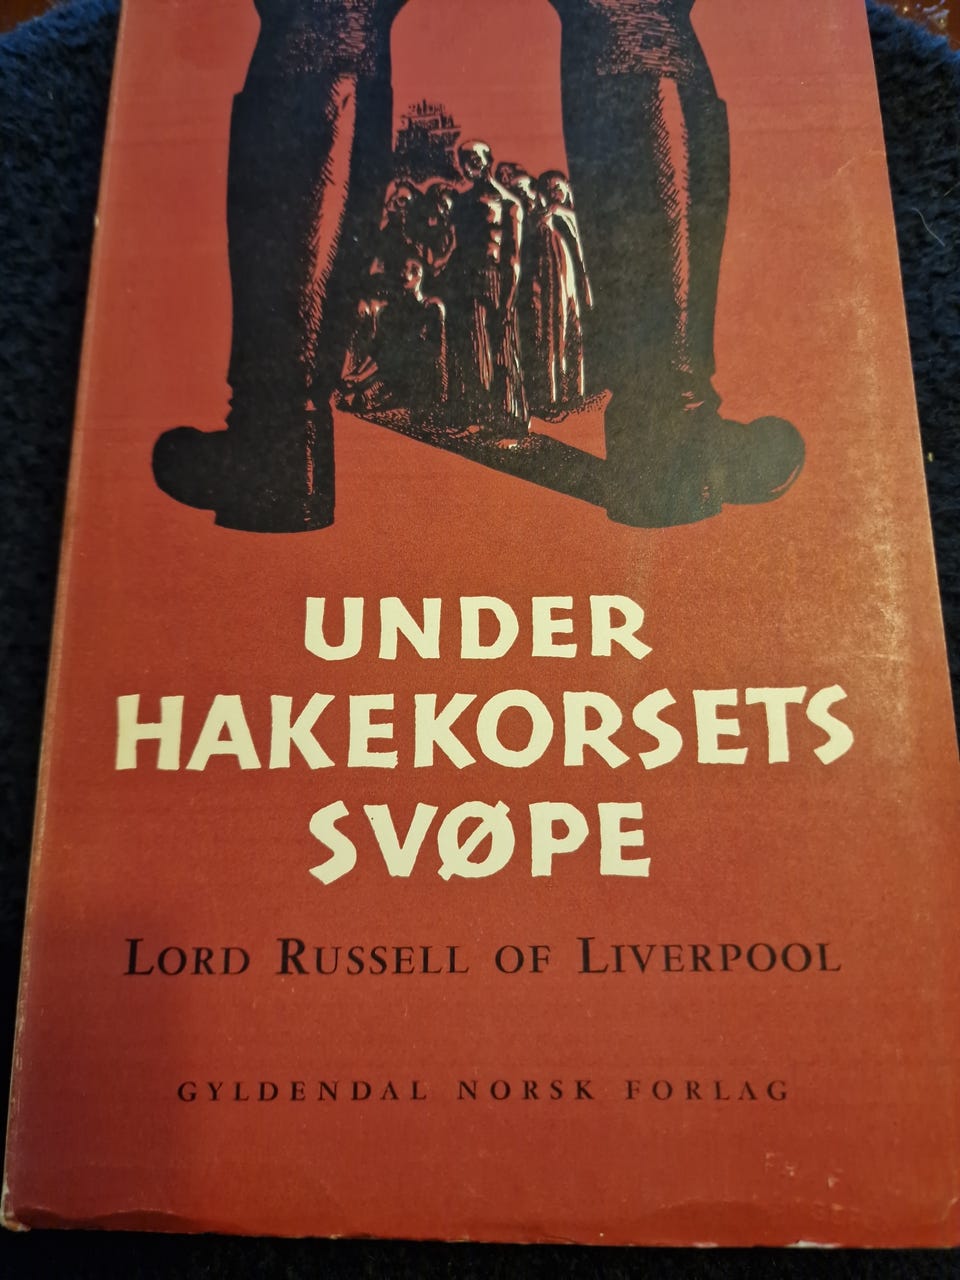 UNDER
HAKEKORSETS
SVØPE
LORD RUSSELL OF LIVERPOOL
GYLDENDAL NORSK FORLAG